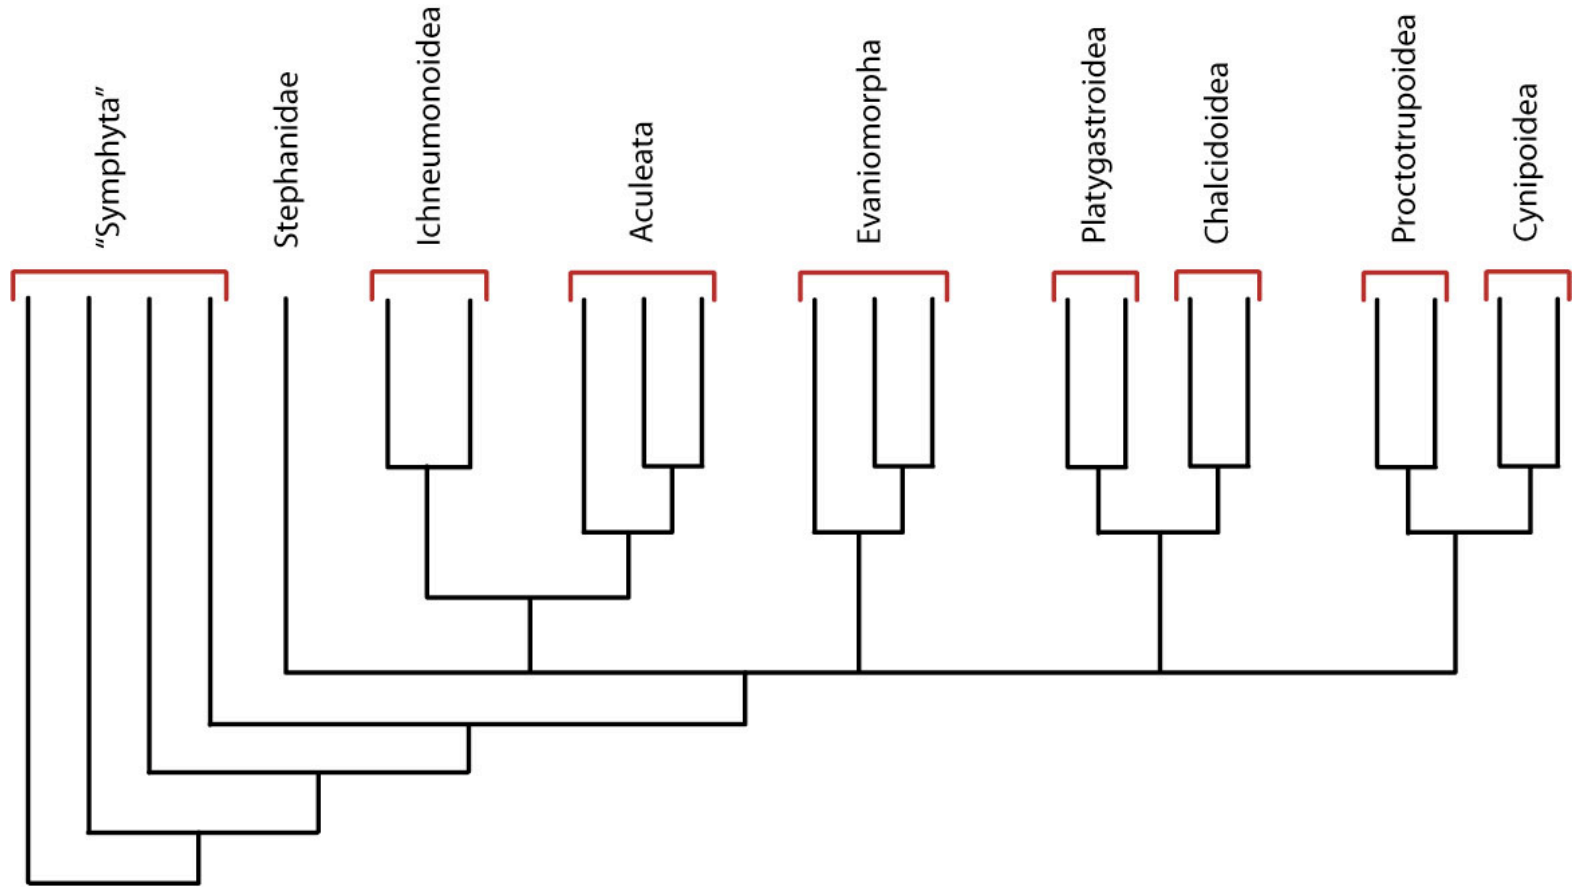 “Symphyta”
Stephanidae
Ichneumonoidea
Aculeata
Evaniomorpha
Platygastroidea
Chalcidoidea
Proctotrupoidea
Cynipoidea